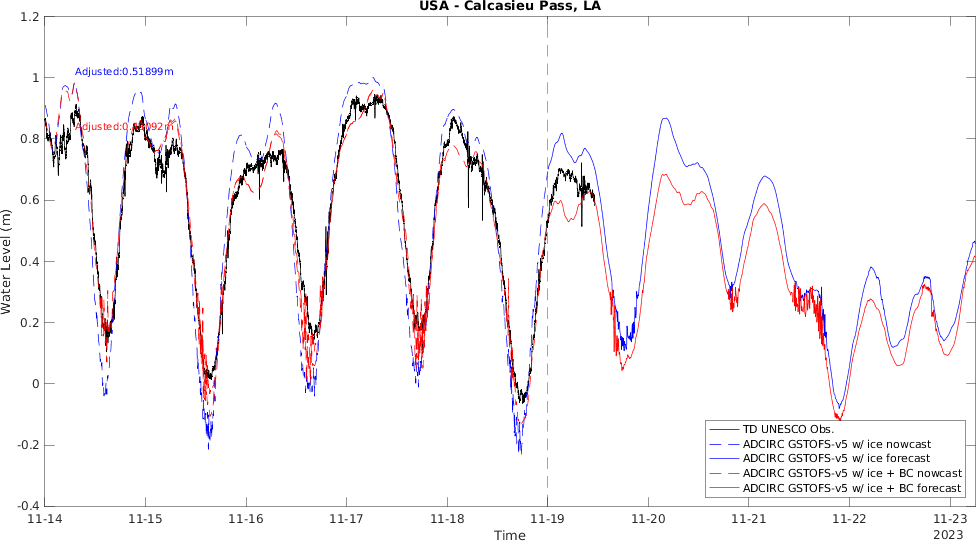 USA - Calcasieu Pass, LA
1.2
1
0.8
0.6
0.4
0.2
0
-0.2
-0.4
Water Level (m)
Adjusted:0.51899m
TD UNESCO Obs.
ADCIRC GSTOFS-v5 w/ ice nowcast
ADCIRC GSTOFS-v5 w/ ice forecast
ADCIRC GSTOFS-v5 w/ ice + BC nowcast
ADCIRC GSTOFS-v5 w/ ice + BC forecast
11-14 11-15 11-16 11-17 11-18 11-19 11-20 11-21 11-22 11-23
Time
2023